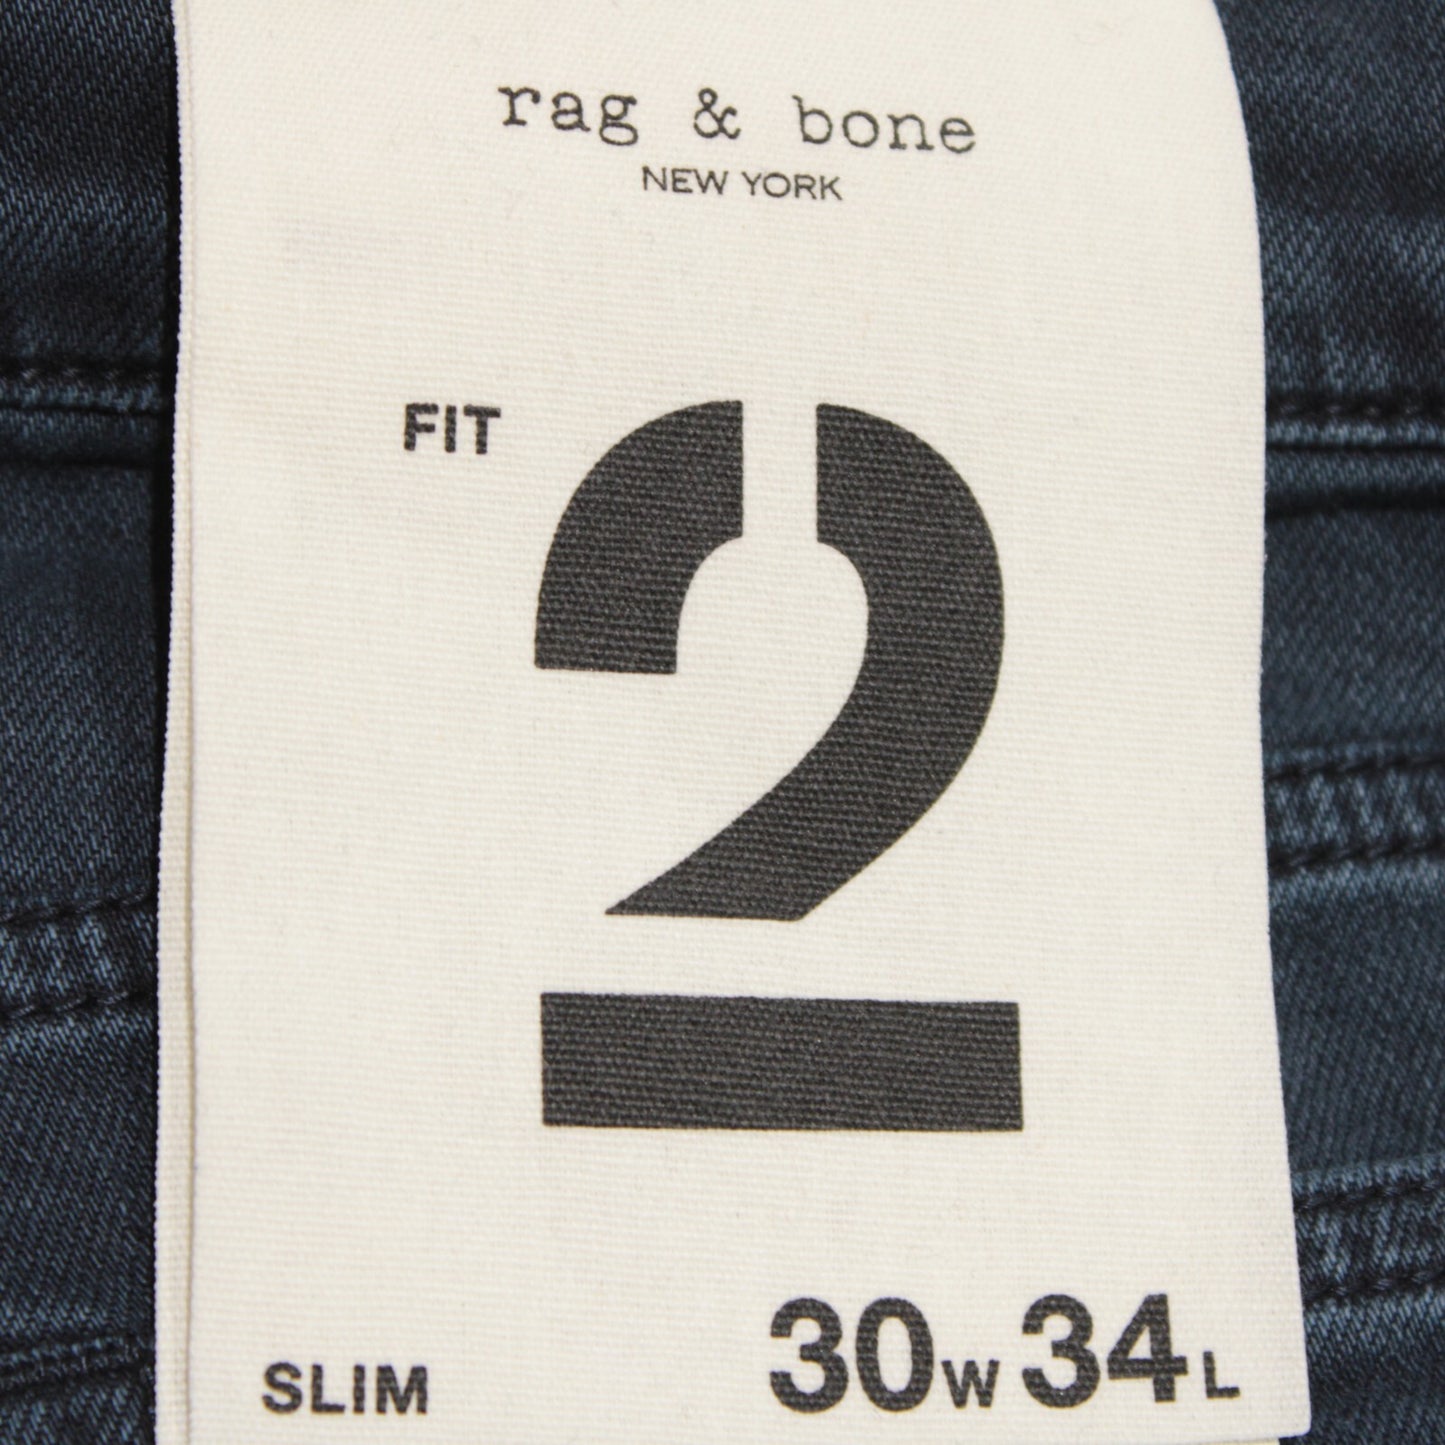 rag & bone
NEW YORK
FIT 2
SLIM 30W 34L